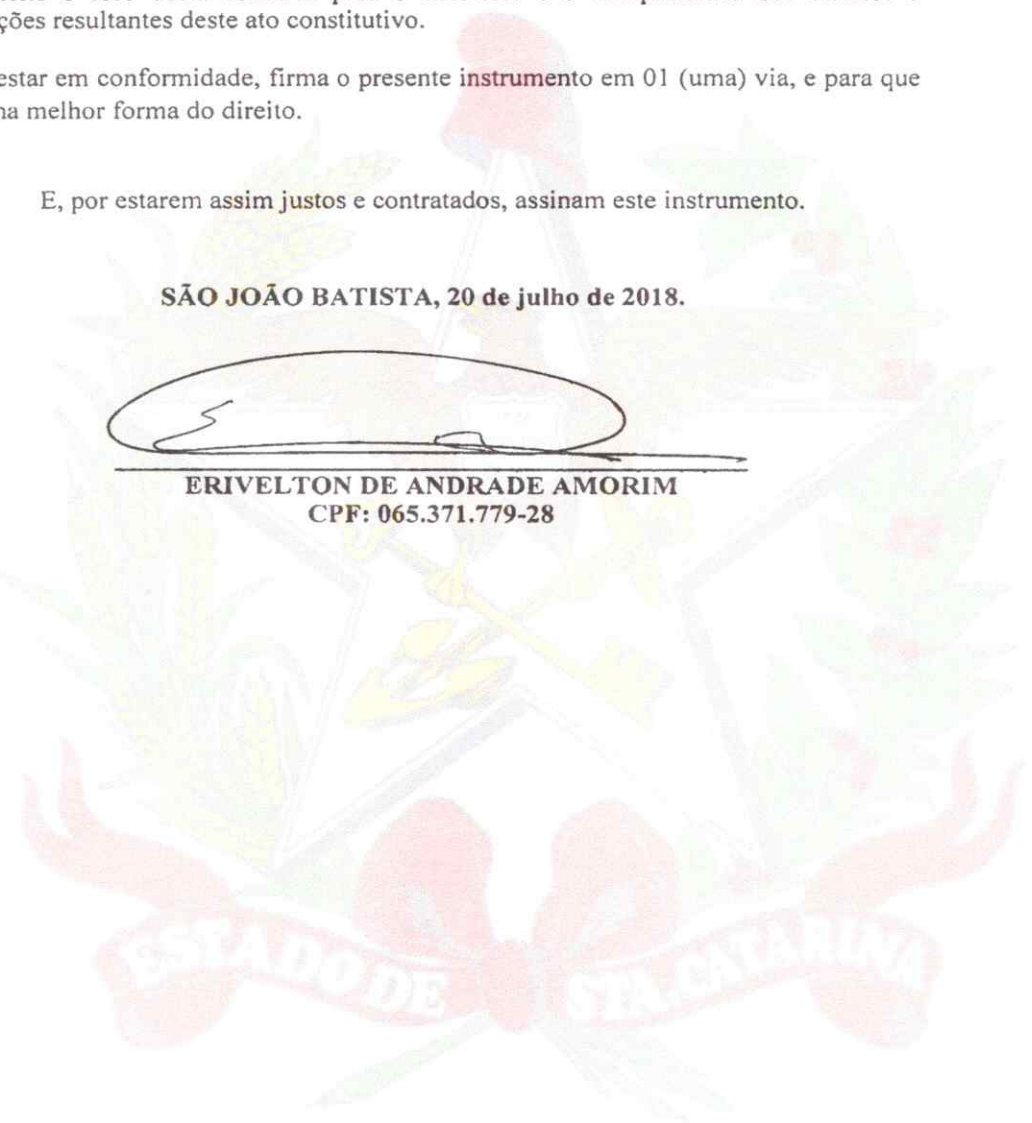 ções resultantes deste ato constitutivo.
estar em conformidade, firma o presente instrumento em 01 (uma) via, e para que
na melhor forma do direito.
E, por estarem assim justos e contratados, assinam este instrumento.
SÃO JOÃO BATISTA, 20 de julho de 2018.
ERIVELTON DE ANDRADE AMORIM
CPF: 065.371.779-28
ESTADO DE STA.CATARINA